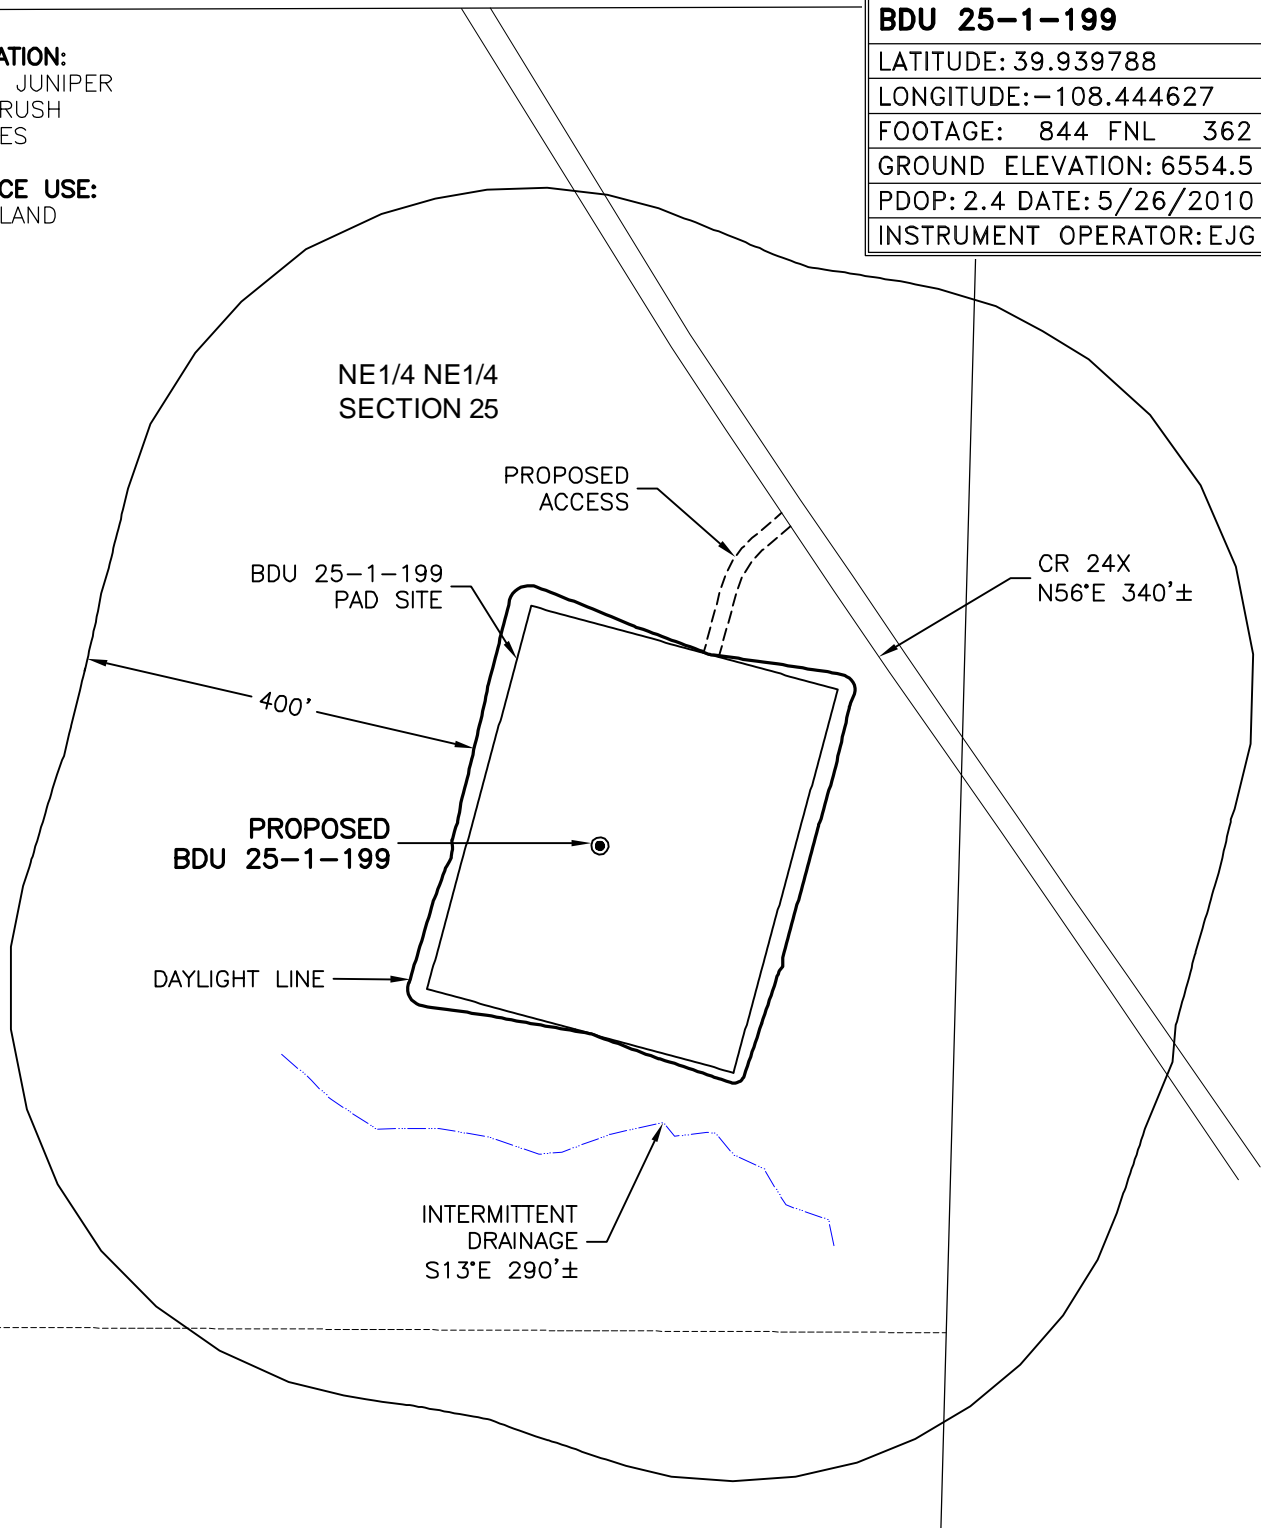 BDU 25-1-199
LATITUDE: 39.939788
LONGITUDE: -108.444627
FOOTAGE: 844 FNL 362
GROUND ELEVATION: 6554.5
PDOP: 2.4 DATE: 5/26/2010
INSTRUMENT OPERATOR: EJG
ATION:
JUNIPER
RUSH
ES
CE USE:
LAND
NE1/4 NE1/4
SECTION 25
PROPOSED
ACCESS
BDU 25-1-199
PAD SITE
CR 24X
N56°E 340'±
400'
PROPOSED
BDU 25-1-199
DAYLIGHT LINE
INTERMITTENT
DRAINAGE
S13°E 290'±